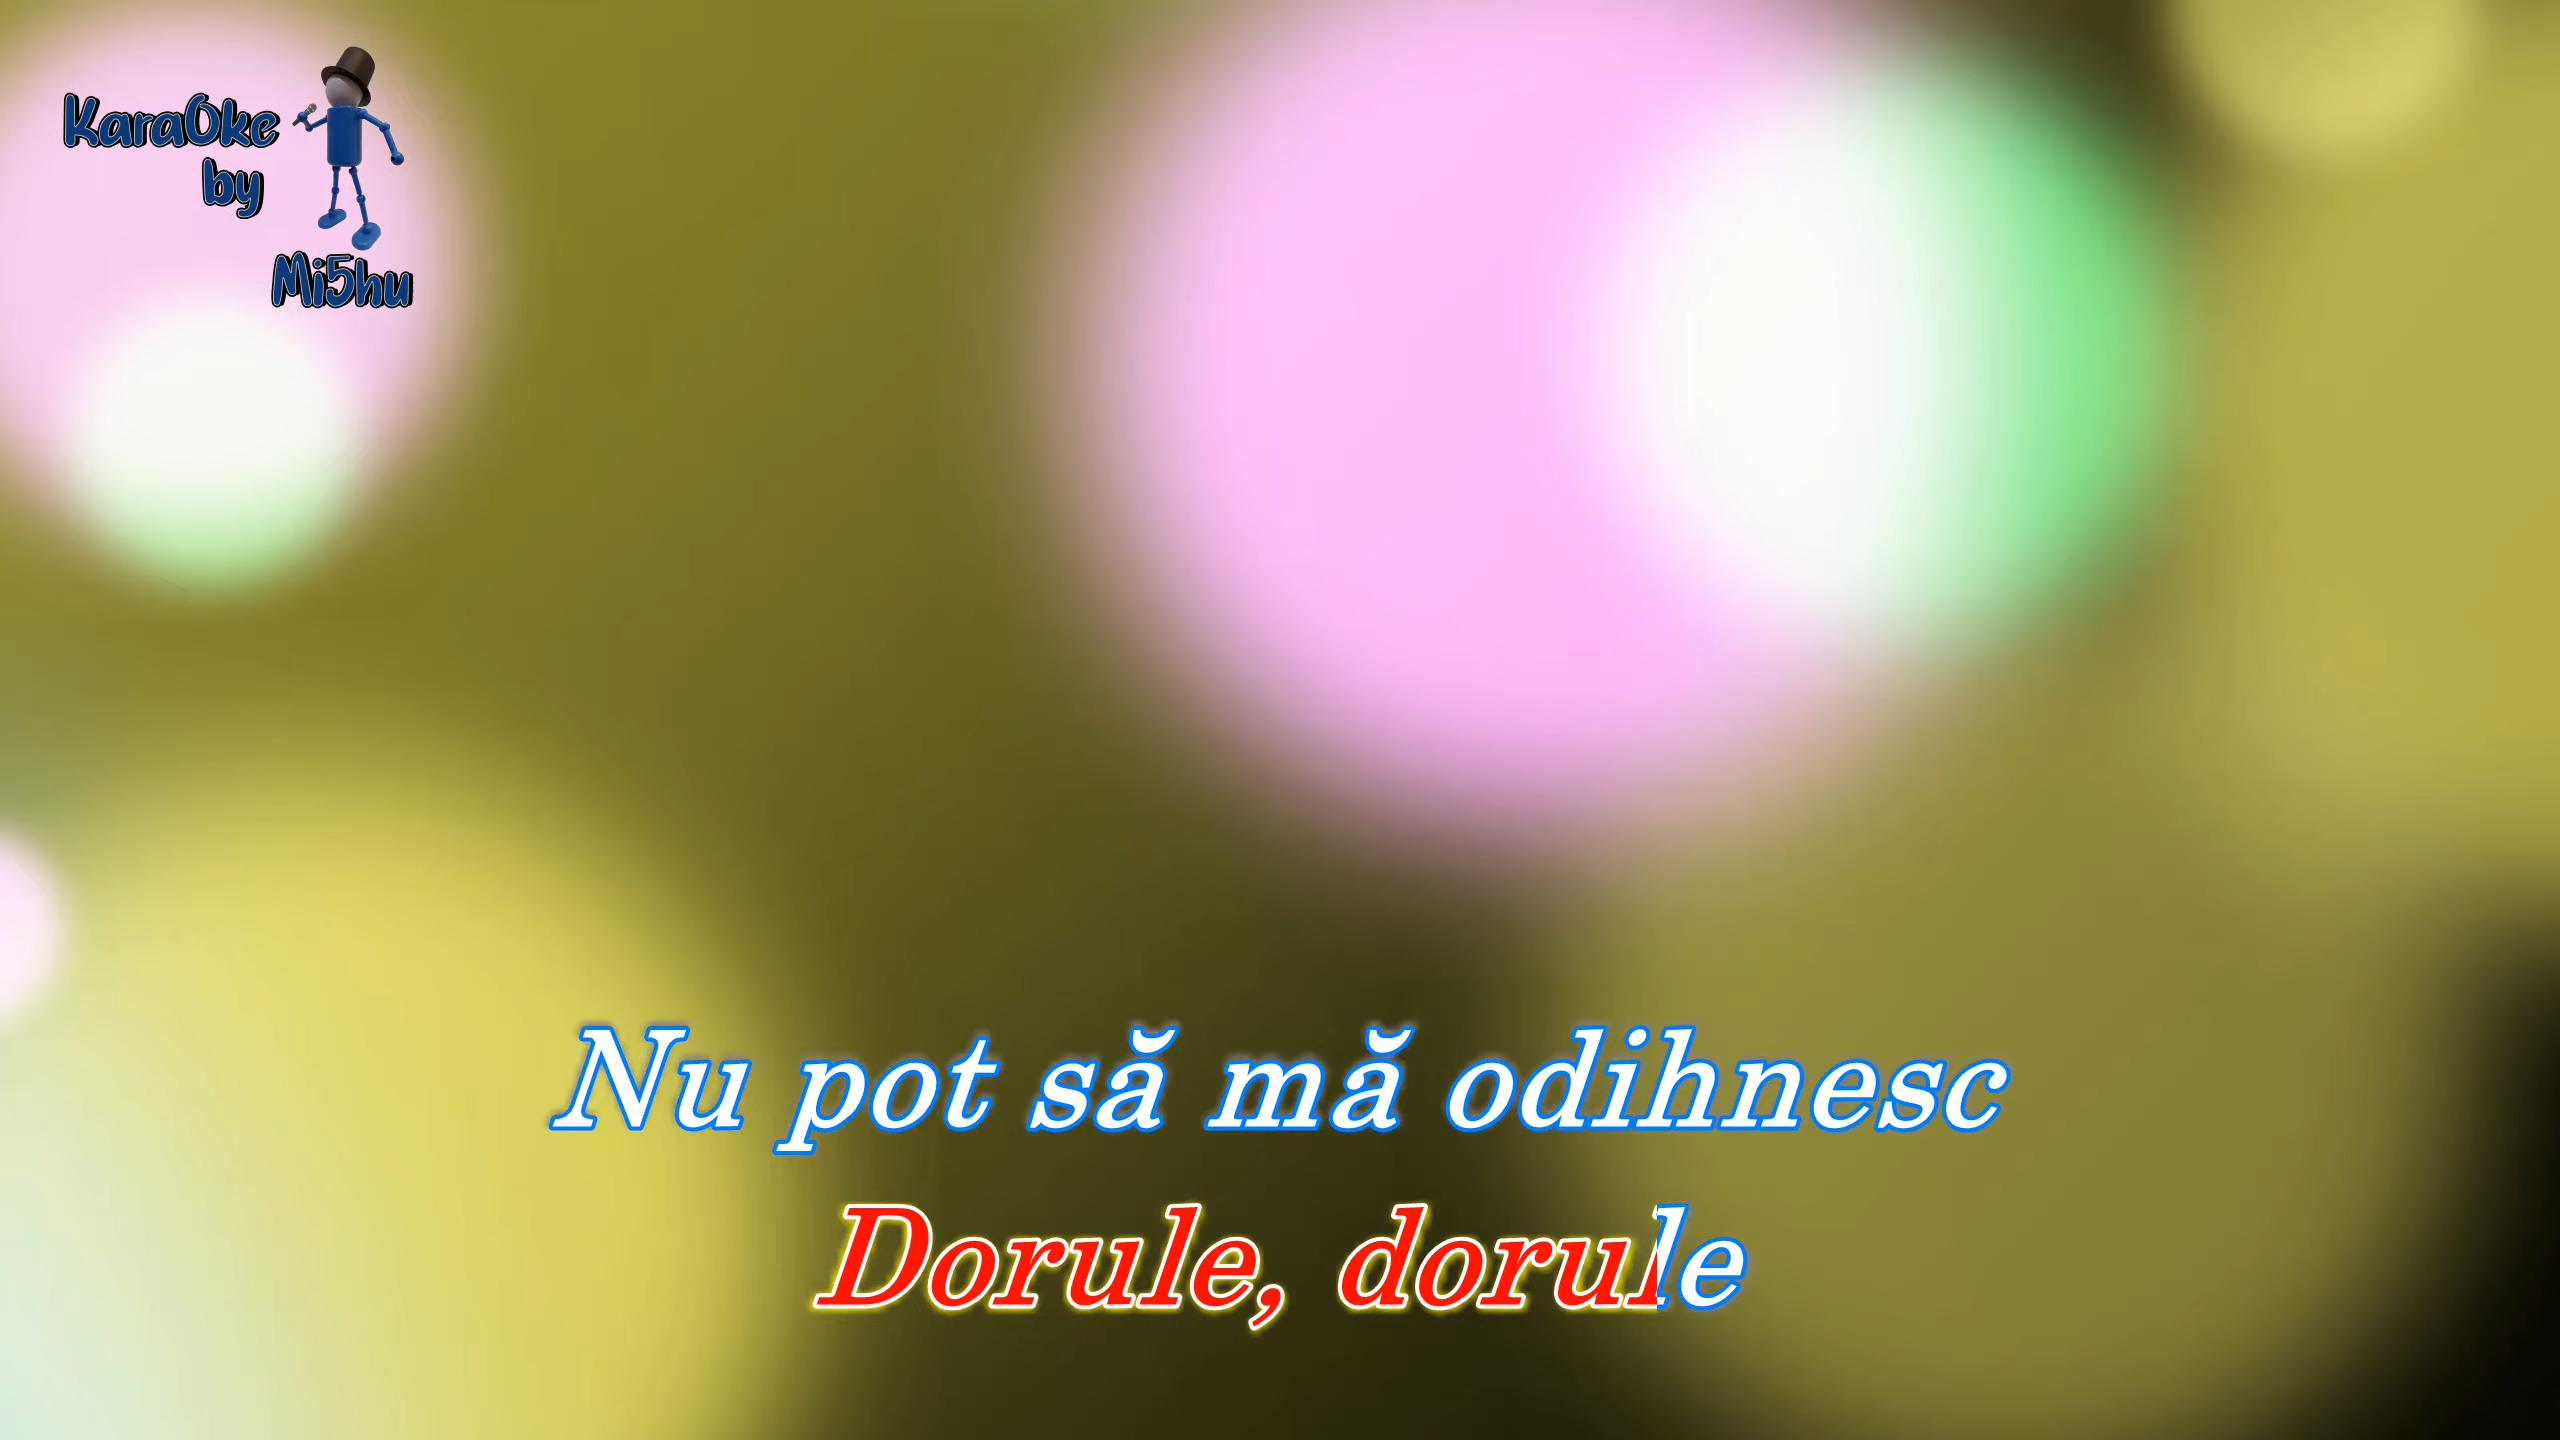 KaraOke
by
Mi5hu
Nu pot să mă odihnesc
Dorule, dorule